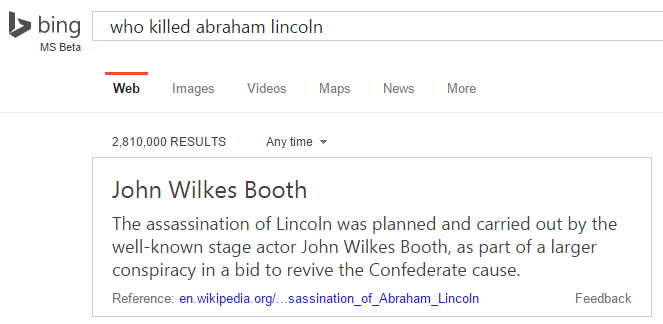 bing
MS Beta
who killed abraham lincoln
Web Images Videos Maps News More
2,810,000 RESULTS Any time
John Wilkes Booth
The assassination of Lincoln was planned and carried out by the
well-known stage actor John Wilkes Booth, as part of a larger
conspiracy in a bid to revive the Confederate cause.
Reference: en.wikipedia.org/...sassination_of_Abraham_Lincoln Feedback